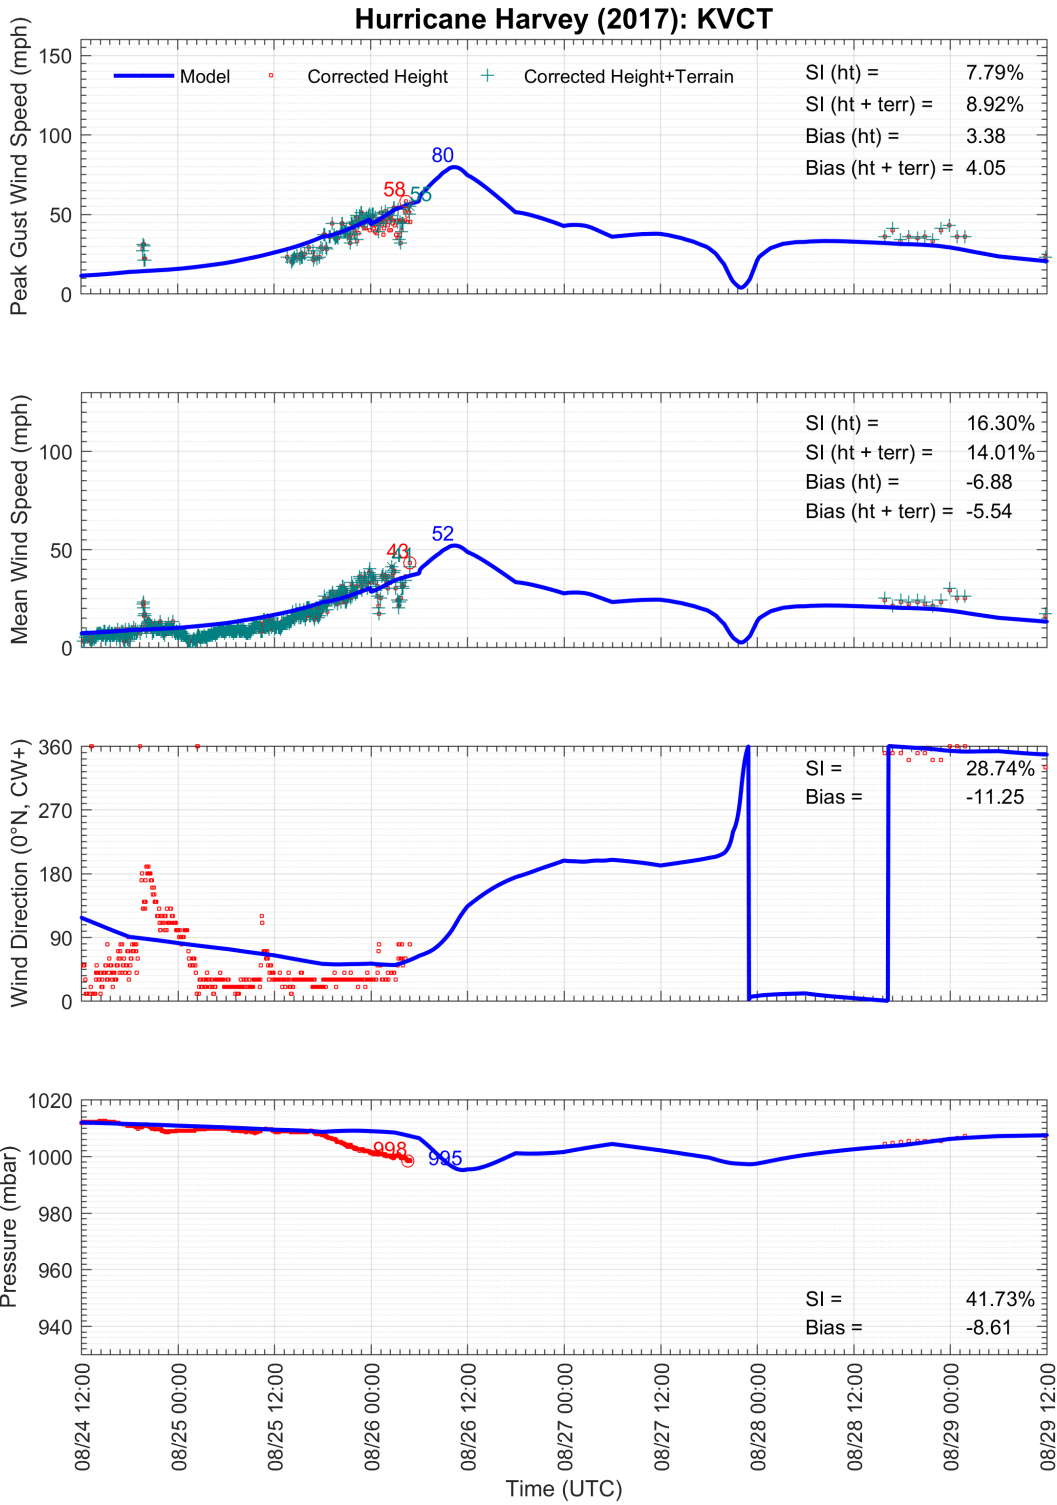 Hurricane Harvey (2017): KVCT
Peak Gust Wind Speed (mph)
150
100
50
0
Model
Corrected Height
Corrected Height+Terrain
SI (ht) = 7.79%
SI (ht + terr) = 8.92%
Bias (ht) = 3.38
Bias (ht + terr) = 4.05
80
58
55
Mean Wind Speed (mph)
100
50
0
SI (ht) = 16.30%
SI (ht + terr) = 14.01%
Bias (ht) = -6.88
Bias (ht + terr) = -5.54
52
43
Wind Direction (0°N, CW+)
360
270
180
90
0
SI = 28.74%
Bias = -11.25
Pressure (mbar)
1020
1000
980
960
940
998
995
SI = 41.73%
Bias = -8.61
08/24 12:00
08/25 00:00
08/25 12:00
08/26 00:00
08/26 12:00
08/27 00:00
08/27 12:00
08/28 00:00
08/28 12:00
08/29 00:00
08/29 12:00
Time (UTC)